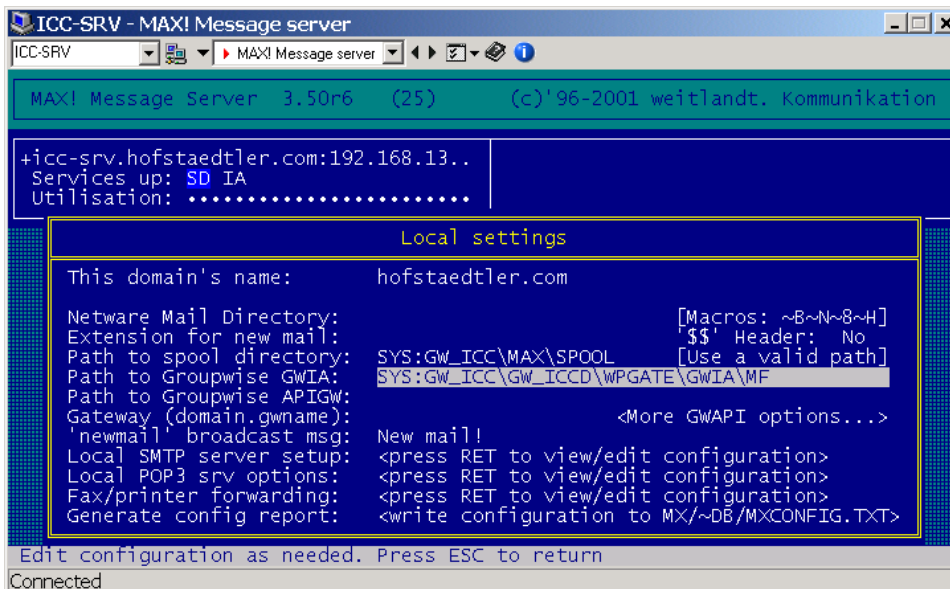 ICC-SRV - MAX! Message server
ICC-SRV MAX! Message server
MAX! Message Server 3.50r6 (25) (c)'96-2001 weitlandt. Kommunikation
+icc-srv.hofstaedtler.com:192.168.13..
Services up: SD IA
Utilisation:
Local settings
This domain's name: hofstaedtler.com
Netware Mail Directory: [Macros: ~B~N~8~H]
Extension for new mail: '$$' Header: No
Path to spool directory: SYS:GW_ICC\MAX\SPOOL [Use a valid path]
Path to Groupwise GWIA: SYS:GW_ICC\GW_ICCD\WPGATE\GWIA\MF
Path to Groupwise APIGW:
Gateway (domain.gwname): <More GWAPI options...>
'newmail' broadcast msg: New mail!
Local SMTP server setup: <press RET to view/edit configuration>
Local POP3 srv options: <press RET to view/edit configuration>
Fax/printer forwarding: <press RET to view/edit configuration>
Generate config report: <write configuration to MX/~DB/MXCONFIG.TXT>
Edit configuration as needed. Press ESC to return
Connected